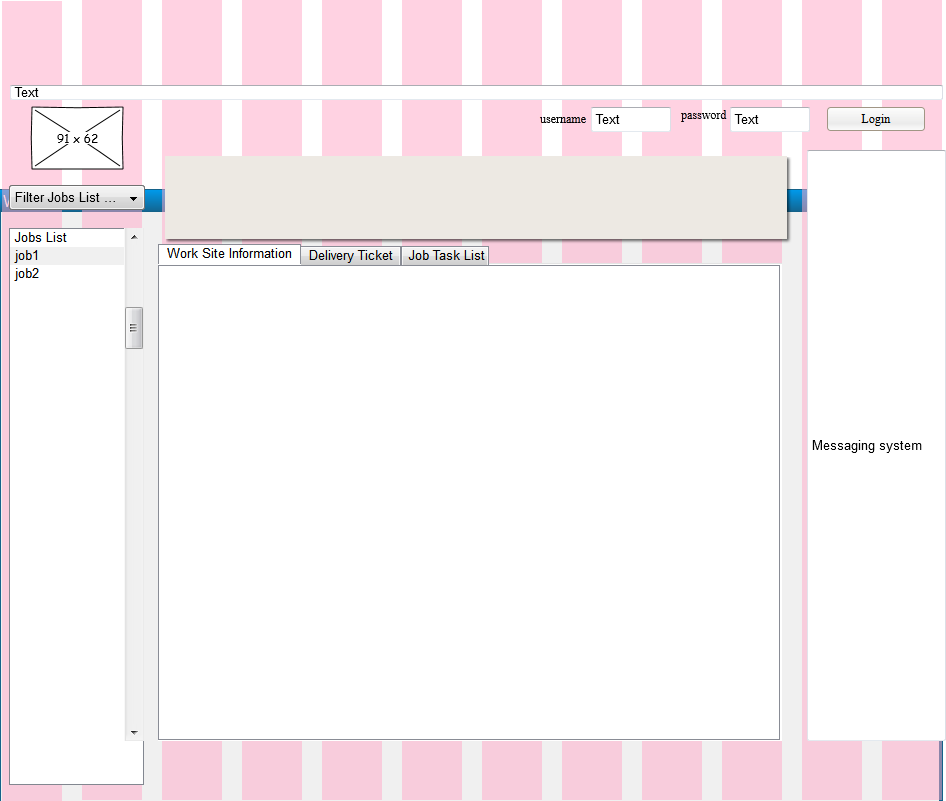 Text
91 x 62
username Text password Text Login
Filter Jobs List ...
Jobs List
job1
job2
Work Site Information Delivery Ticket Job Task List
Messaging system